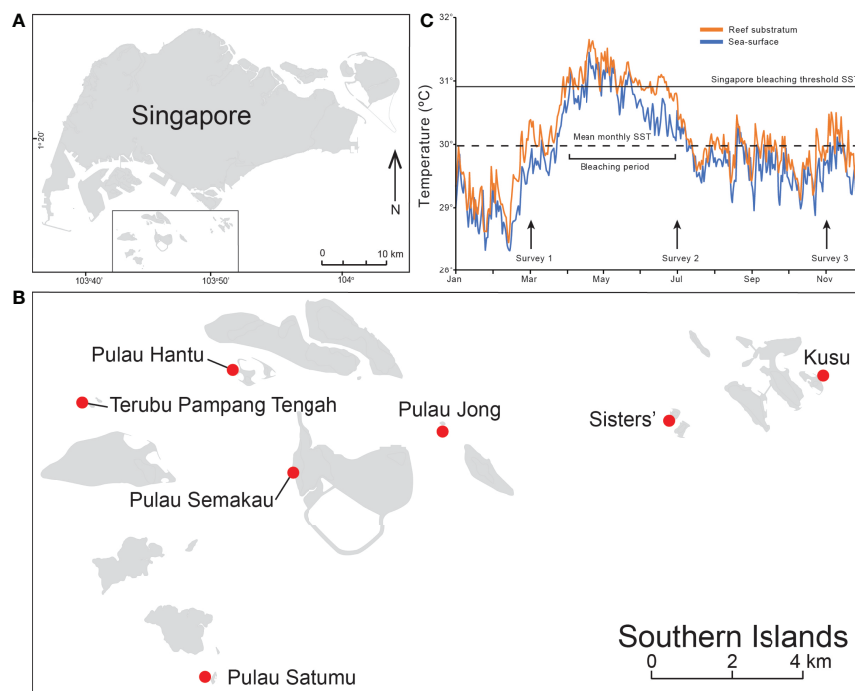 A
Singapore
1° 20'
N
0 10 km
103°40' 103°50' 104°
C
32°
31°
30°
29°
28°
Temperature (ºC)
Reef substratum
Sea-surface
Singapore bleaching threshold SST
Mean monthly SST
Bleaching period
Survey 1 Survey 2 Survey 3
Jan Mar May Jul Sep Nov
B
Pulau Hantu
Terubu Pampang Tengah
Pulau Jong
Kusu
Sisters'
Pulau Semakau
Pulau Satumu
Southern Islands
0 2 4 km